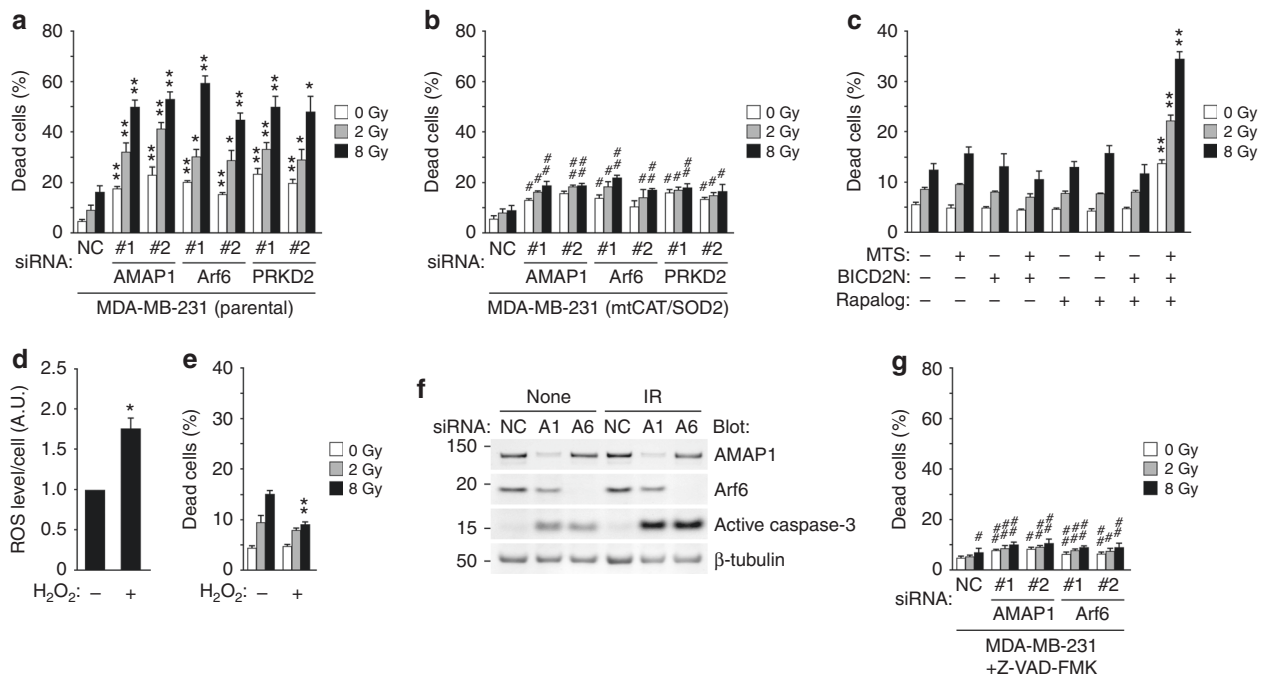 a
Dead cells (%)
80
60
40
20
0
** ** ** ** ** ** ** * ** ** * ** ** * ** ** * *
0 Gy
2 Gy
8 Gy
NC #1 #2 #1 #2 #1 #2
siRNA:
AMAP1 Arf6 PRKD2
MDA-MB-231 (parental)
b
Dead cells (%)
80
60
40
20
0
0 Gy
2 Gy
8 Gy
NC #1 #2 #1 #2 #1 #2
siRNA:
AMAP1 Arf6 PRKD2
MDA-MB-231 (mtCAT/SOD2)
c
Dead cells (%)
40
30
20
10
0
** ** **
0 Gy
2 Gy
8 Gy
MTS: – + – + – + – +
BICD2N: – – + + – – + +
Rapalog: – – – – + + + +
d
ROS level/cell (A.U.)
2.5
2.0
1.5
1.0
0.5
0
*
H2O2: – +
e
Dead cells (%)
40
30
20
10
0
**
0 Gy
2 Gy
8 Gy
H2O2: – +
f
None IR
siRNA: NC A1 A6 NC A1 A6 Blot:
150 AMAP1
20 Arf6
15 Active caspase-3
50 β-tubulin
g
Dead cells (%)
80
60
40
20
0
0 Gy
2 Gy
8 Gy
NC #1 #2 #1 #2
siRNA:
AMAP1 Arf6
MDA-MB-231
+Z-VAD-FMK